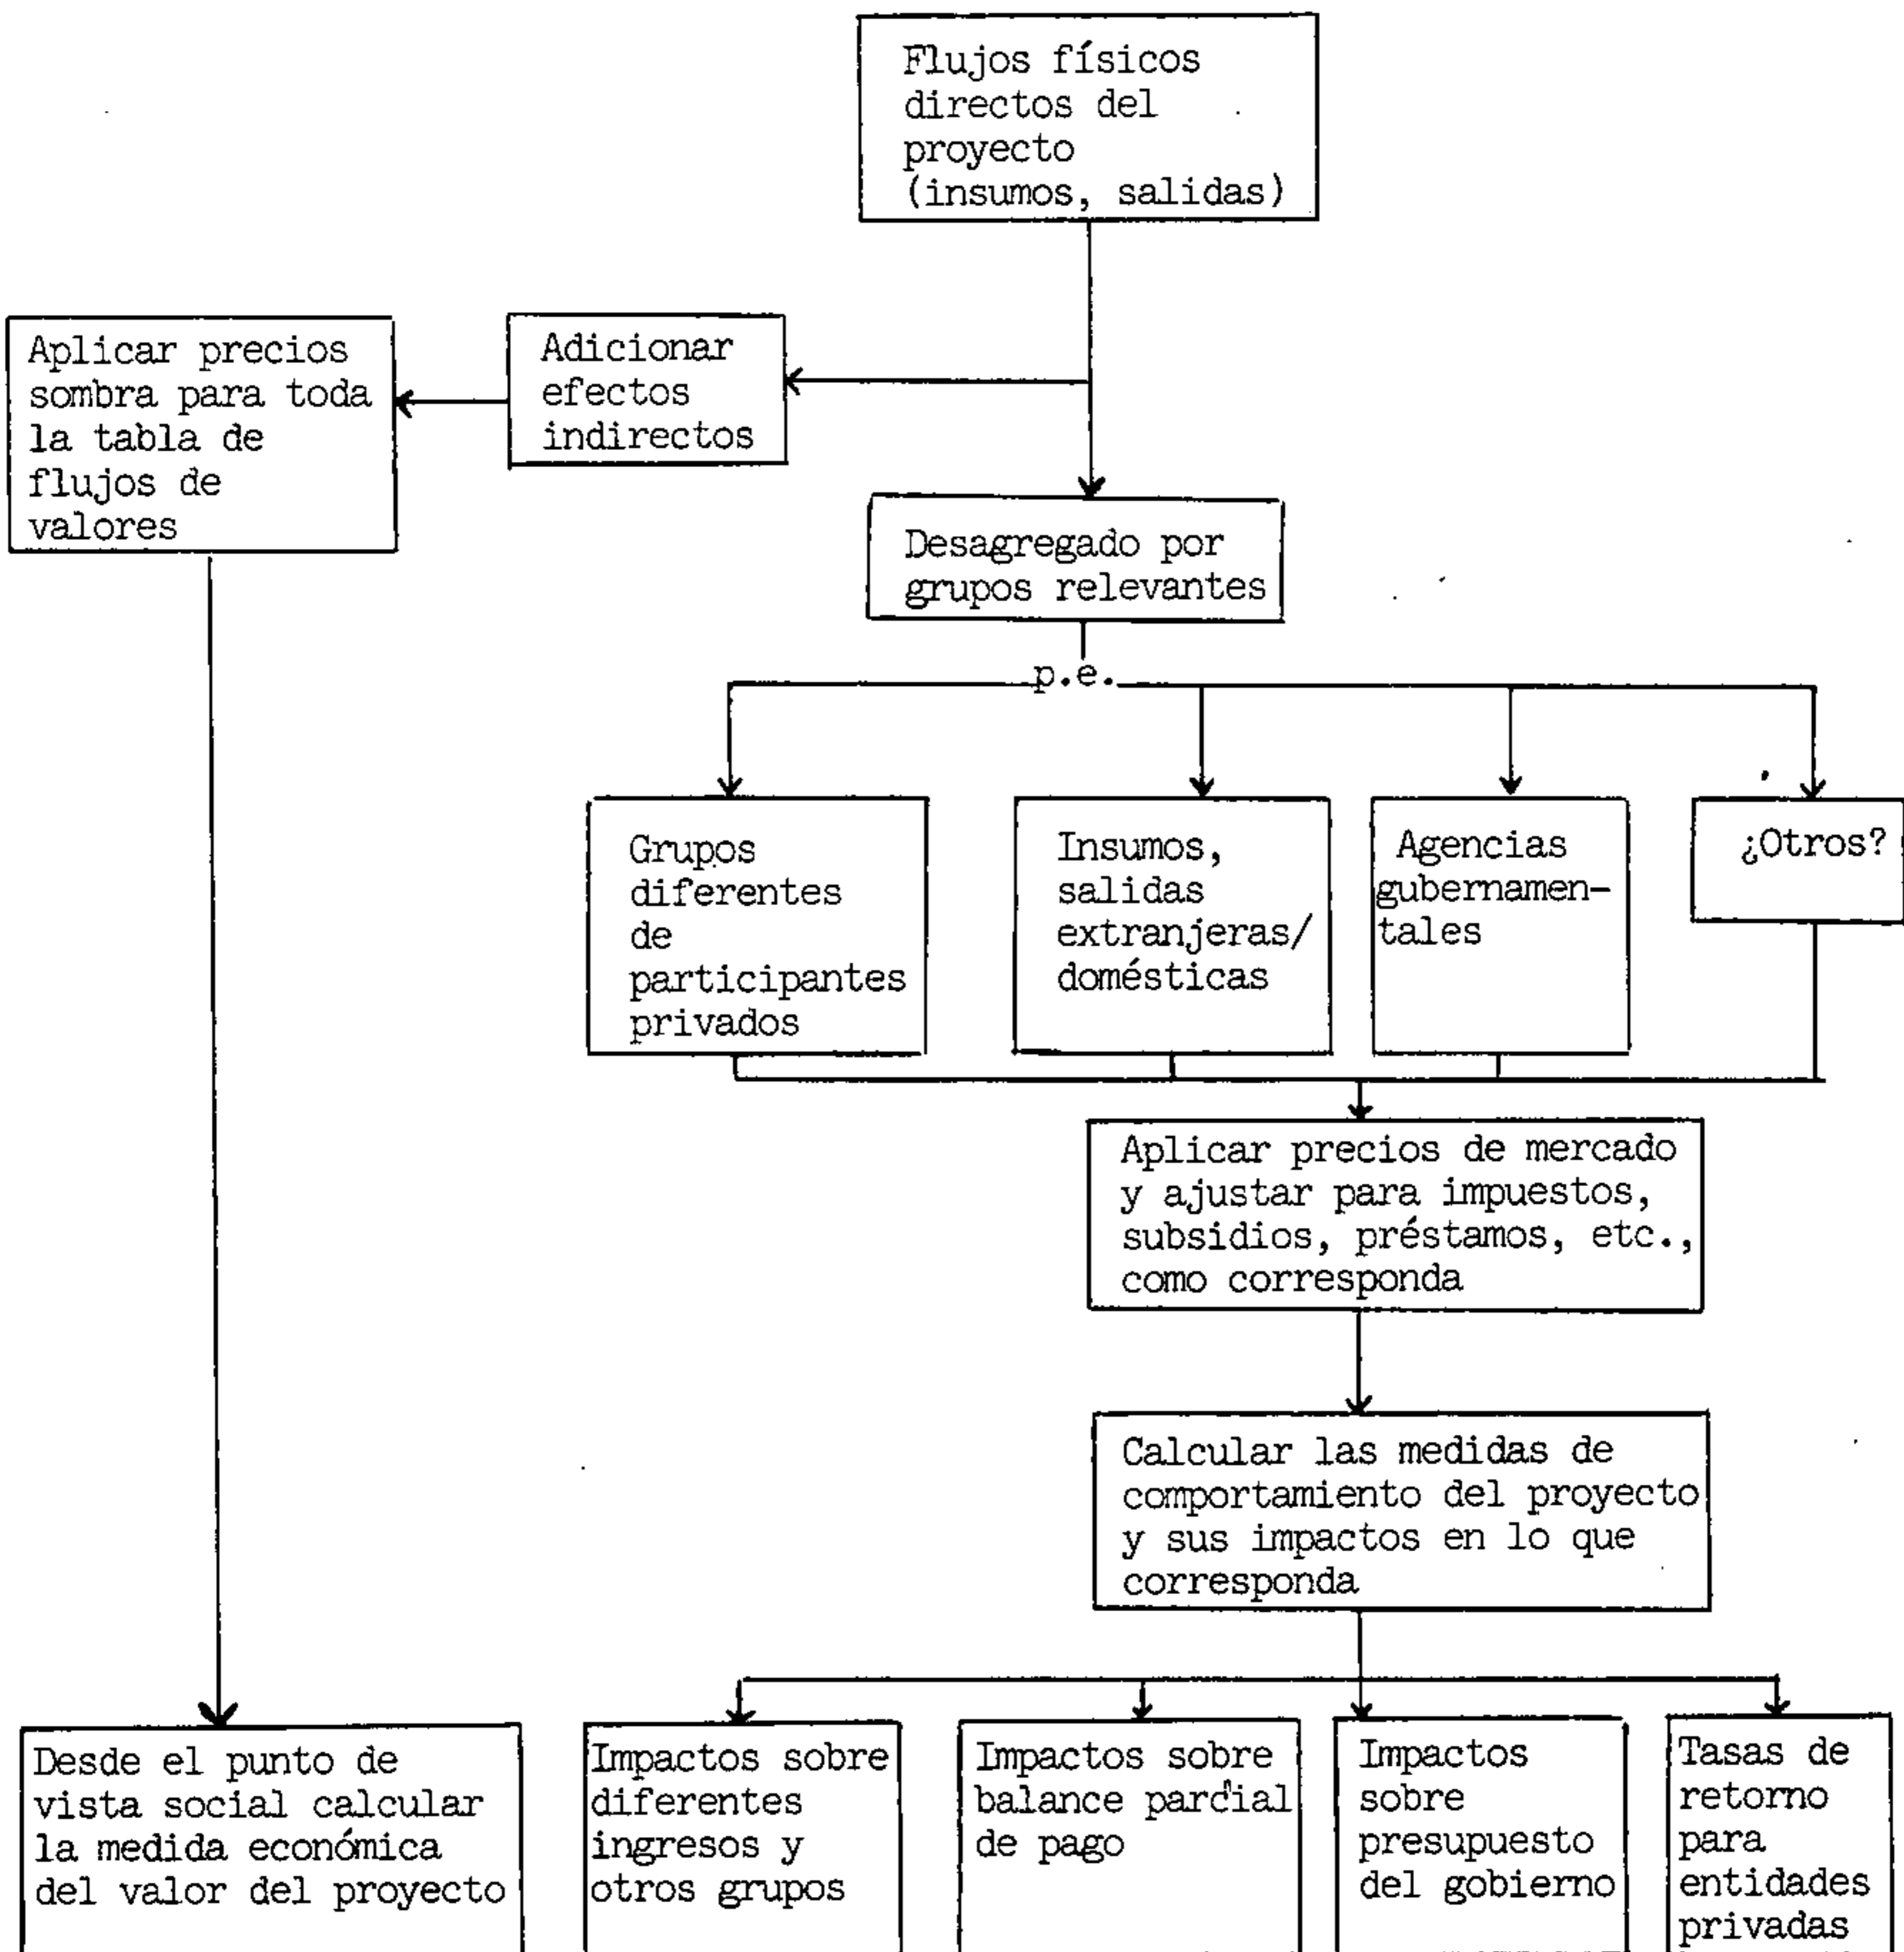 Flujos físicos
directos del
proyecto
(insumos, salidas)
Aplicar precios
sombra para toda
la tabla de
flujos de
valores
Adicionar
efectos
indirectos
Desagregado por
grupos relevantes
p.e.
Grupos
diferentes
de
participantes
privados
Insumos,
salidas
extranjeras/
domésticas
Agencias
gubernamen-
tales
¿Otros?
Aplicar precios de mercado
y ajustar para impuestos,
subsidios, préstamos, etc.,
como corresponda
Calcular las medidas de
comportamiento del proyecto
y sus impactos en lo que
corresponda
Desde el punto de
vista social calcular
la medida económica
del valor del proyecto
Impactos sobre
diferentes
ingresos y
otros grupos
Impactos sobre
balance parcial
de pago
Impactos
sobre
presupuesto
del gobierno
Tasas de
retorno
para
entidades
privadas